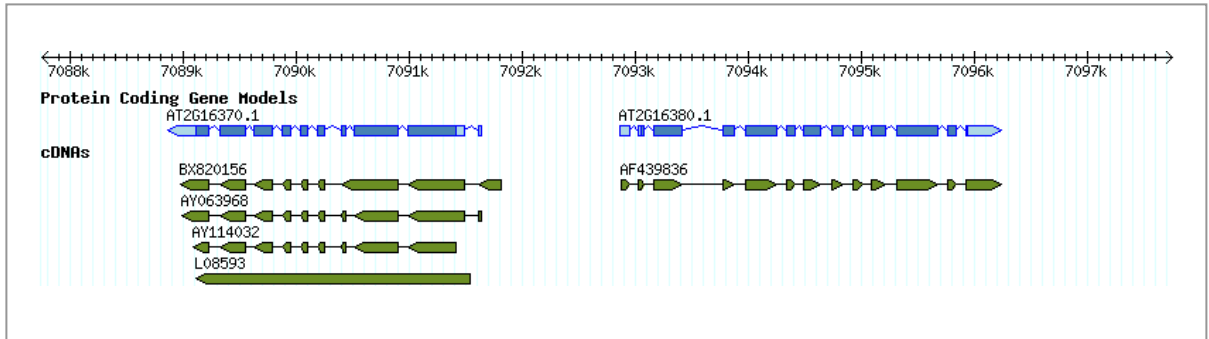 7088k 7089k 7090k 7091k 7092k 7093k 7094k 7095k 7096k 7097k
Protein Coding Gene Models
AT2G16370.1 AT2G16380.1
cDNAs
BX820156 AF439836
AY063968
AY114032
L08593